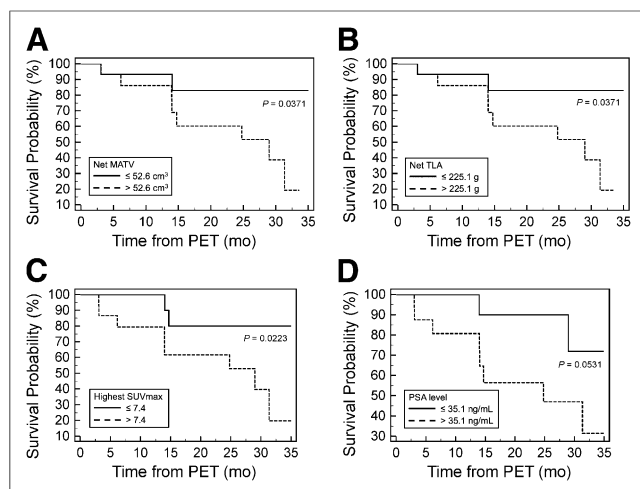 A
Survival Probability (%)
100
90
80
70
60
50
40
30
20
10
P = 0.0371
Net MATV
≤ 52.6 cm³
> 52.6 cm³
0 5 10 15 20 25 30 35
Time from PET (mo)
B
Survival Probability (%)
100
90
80
70
60
50
40
30
20
10
P = 0.0371
Net TLA
≤ 225.1 g
> 225.1 g
0 5 10 15 20 25 30 35
Time from PET (mo)
C
Survival Probability (%)
100
90
80
70
60
50
40
30
20
10
P = 0.0223
Highest SUVmax
≤ 7.4
> 7.4
0 5 10 15 20 25 30 35
Time from PET (mo)
D
Survival Probability (%)
100
90
80
70
60
50
40
30
P = 0.0531
PSA level
≤ 35.1 ng/mL
> 35.1 ng/mL
0 5 10 15 20 25 30 35
Time from PET (mo)